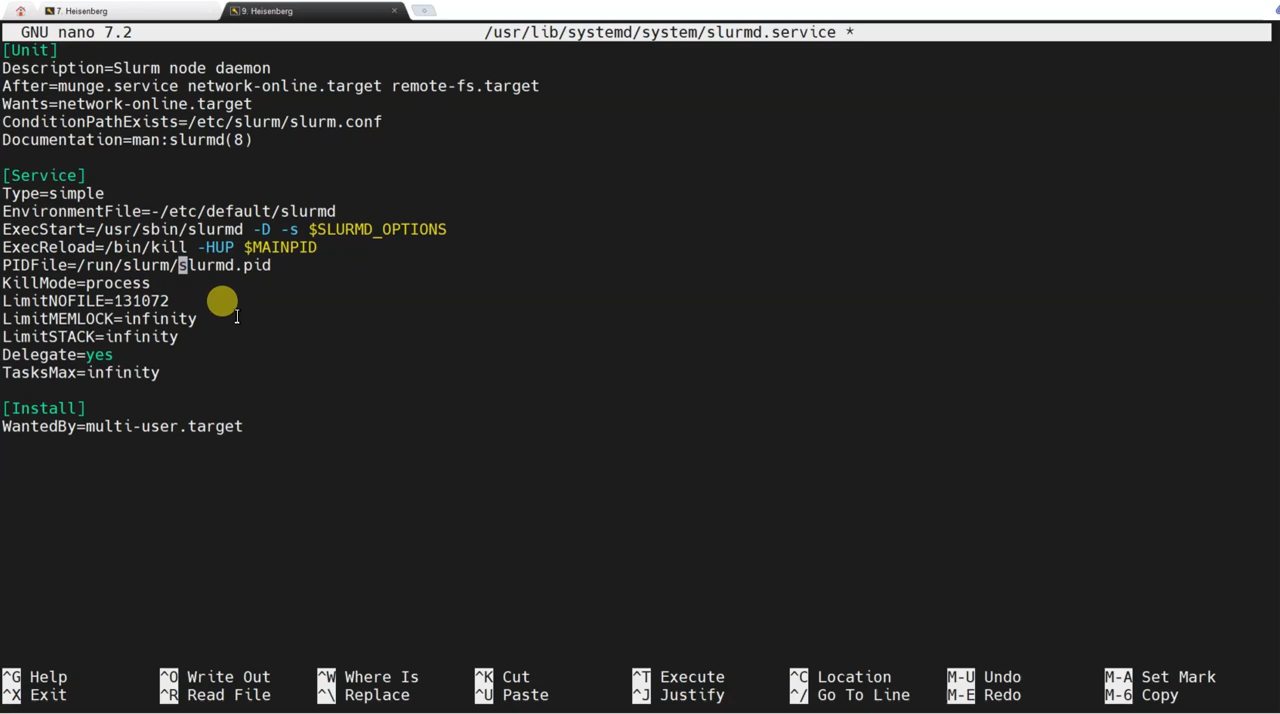 7. Heisenberg
9. Heisenberg
GNU nano 7.2 /usr/lib/systemd/system/slurmd.service *
[Unit]
Description=Slurm node daemon
After=munge.service network-online.target remote-fs.target
Wants=network-online.target
ConditionPathExists=/etc/slurm/slurm.conf
Documentation=man:slurmd(8)
[Service]
Type=simple
EnvironmentFile=-/etc/default/slurmd
ExecStart=/usr/sbin/slurmd -D -s $SLURMD_OPTIONS
ExecReload=/bin/kill -HUP $MAINPID
PIDFile=/run/slurm/slurmd.pid
KillMode=process
LimitNOFILE=131072
LimitMEMLOCK=infinity
LimitSTACK=infinity
Delegate=yes
TasksMax=infinity
[Install]
WantedBy=multi-user.target
^G Help ^O Write Out ^W Where Is ^K Cut ^T Execute ^C Location M-U Undo M-A Set Mark
^X Exit ^R Read File ^\ Replace ^U Paste ^J Justify ^/ Go To Line M-E Redo M-6 Copy